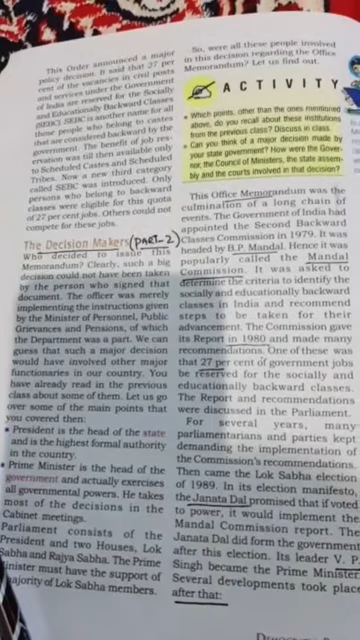 This Order announced a major
policy decision. It said that 27 per
cent of the vacancies in civil posts
and services under the Government
of India are reserved for the Socially
and Educationally Backward Classes
(SEBC). SEBC is another name for all
those people who belong to castes
that are considered backward by the
government. The benefit of job res-
ervation was till then available only
to Scheduled Castes and Scheduled
Tribes. Now a new third category
called SEBC was introduced. Only
persons who belong to backward
classes were eligible for this quota
of 27 per cent jobs. Others could not
compete for these jobs.
The Decision Makers (PART-2)
Who decided to issue this
Memorandum? Clearly, such a big
decision could not have been taken
by the person who signed that
document. The officer was merely
implementing the instructions given
by the Minister of Personnel, Public
Grievances and Pensions, of which
the Department was a part. We can
guess that such a major decision
would have involved other major
functionaries in our country. You
have already read in the previous
class about some of them. Let us go
over some of the main points that
you covered then:
• President is the head of the state
and is the highest formal authority
in the country.
• Prime Minister is the head of the
government and actually exercises
all governmental powers. He takes
most of the decisions in the
Cabinet meetings.
Parliament consists of the
President and two Houses, Lok
Sabha and Rajya Sabha. The Prime
Minister must have the support of
majority of Lok Sabha members.
So, were all these people involved
in this decision regarding the Office
Memorandum? Let us find out.
ACTIVITY
• Which points, other than the ones mentioned
above, do you recall about these institutions
from the previous class? Discuss in class.
• Can you think of a major decision made by
your state government? How were the Gover-
nor, the Council of Ministers, the state assem-
bly and the courts involved in that decision?
This Office Memorandum was the
culmination of a long chain of
events. The Government of India had
appointed the Second Backward
Classes Commission in 1979. It was
headed by B.P. Mandal. Hence it was
popularly called the Mandal
Commission. It was asked to
determine the criteria to identify the
socially and educationally backward
classes in India and recommend
steps to be taken for their
advancement. The Commission gave
its Report in 1980 and made many
recommendations. One of these was
that 27 per cent of government jobs
be reserved for the socially and
educationally backward classes.
The Report and recommendations
were discussed in the Parliament.
For several years, many
parliamentarians and parties kept
demanding the implementation of
the Commission's recommendations.
Then came the Lok Sabha election
of 1989. In its election manifesto,
the Janata Dal promised that if voted
to power, it would implement the
Mandal Commission report. The
Janata Dal did form the government
after this election. Its leader V. P.
Singh became the Prime Minister.
Several developments took place
after that: